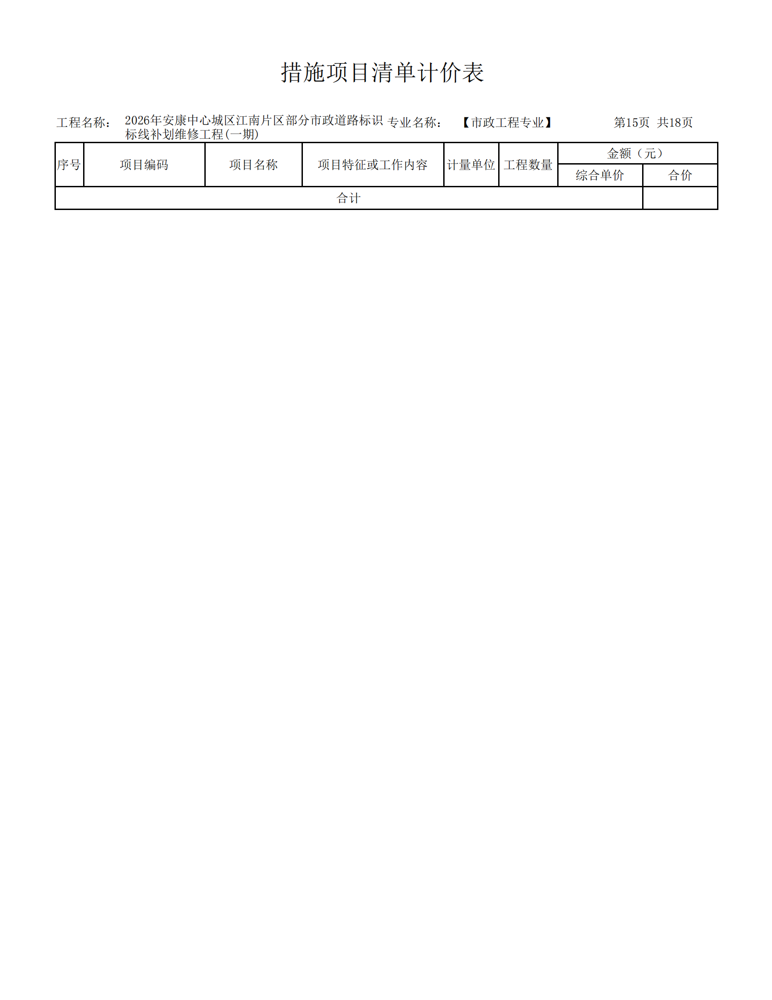 措施项目清单计价表
工程名称： 2026年安康中心城区江南片区部分市政道路标识 专业名称： 【市政工程专业】 第15页 共18页
标线补划维修工程(一期)
序号 项目编码 项目名称 项目特征或工作内容 计量单位 工程数量 金额（元）
综合单价 合价
合计